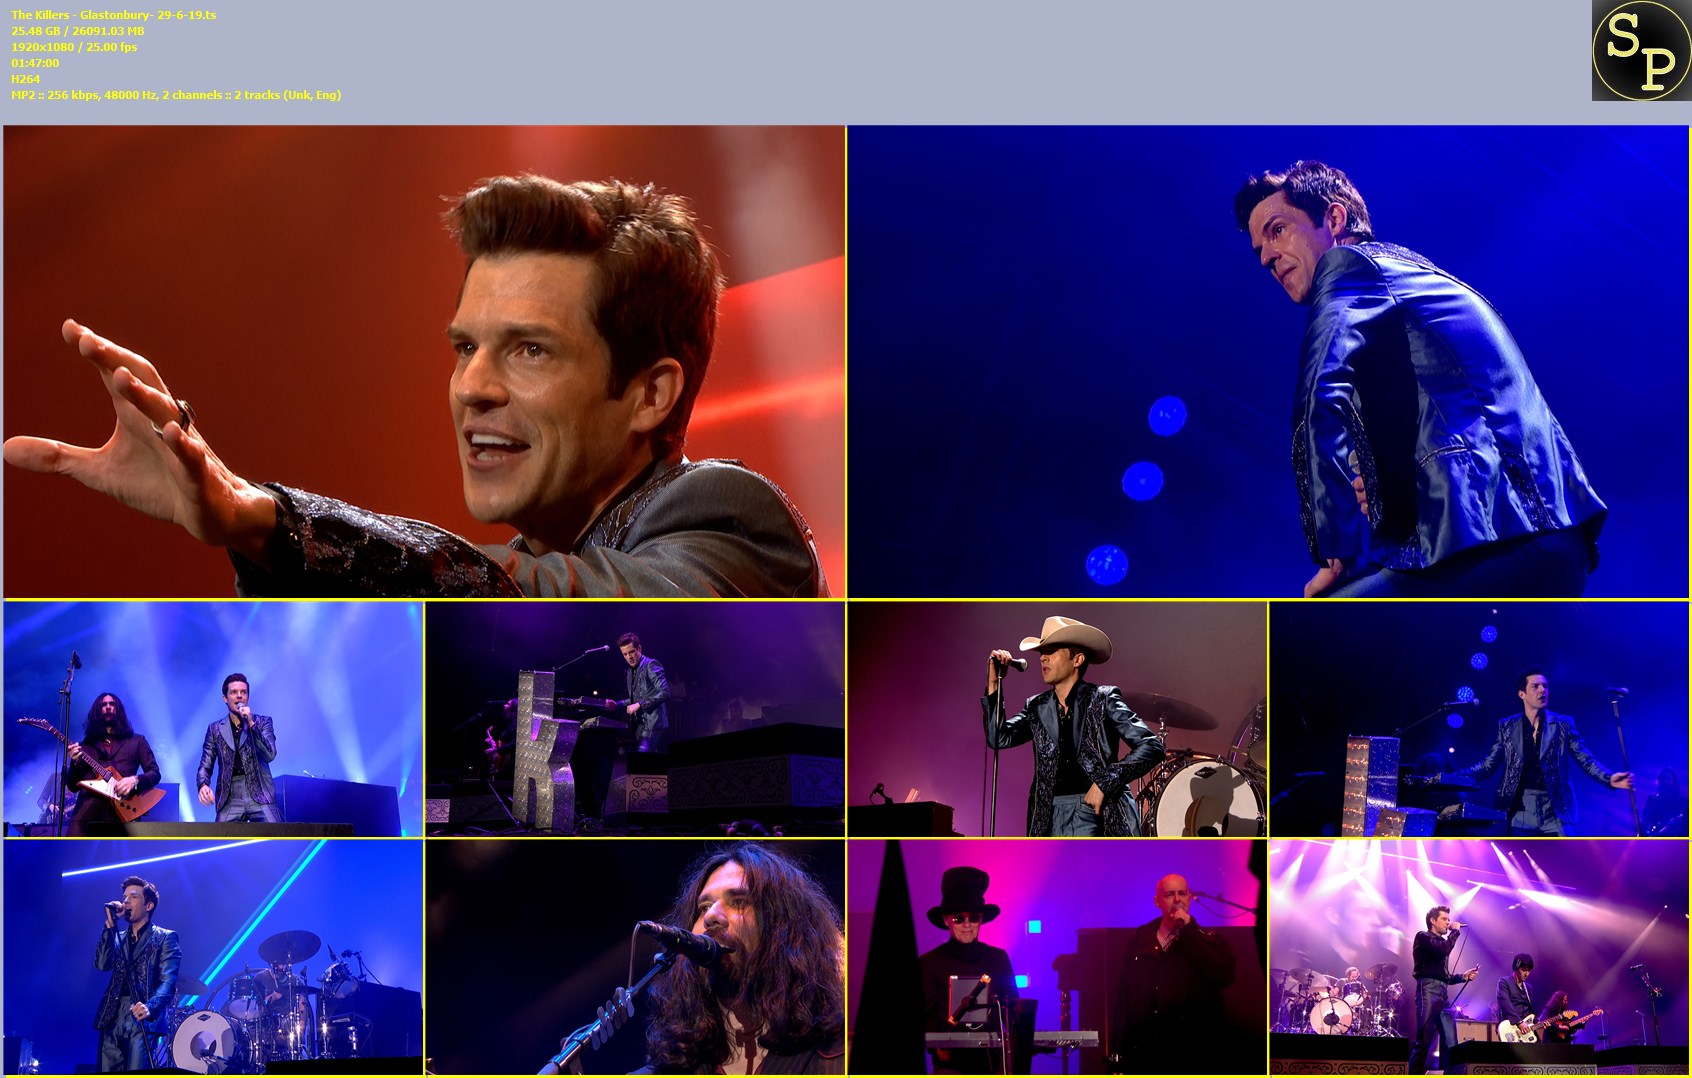 The Killers - Glastonbury- 29-6-19.ts
25.48 GB / 26091.03 MB
1920x1080 / 25.00 fps
01:47:00
H264
MP2 :: 256 kbps, 48000 Hz, 2 channels :: 2 tracks (Unk, Eng)
SP
k